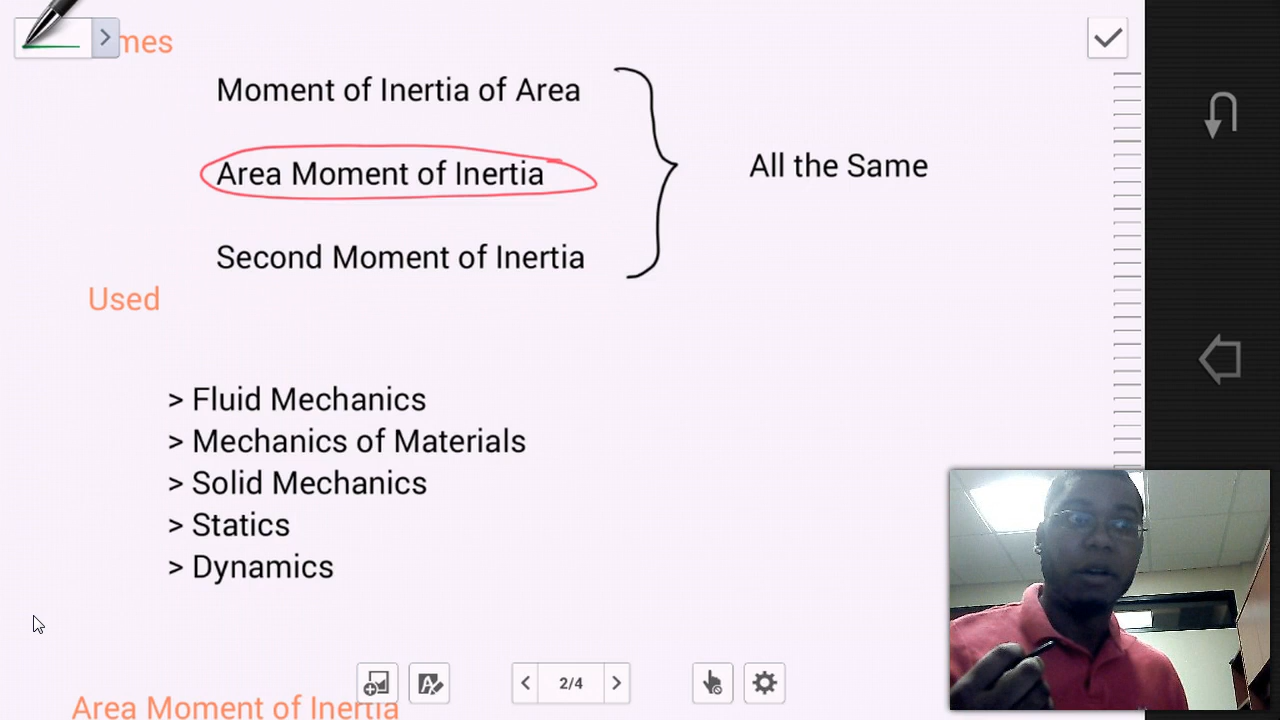 mes
Moment of Inertia of Area
Area Moment of Inertia
All the Same
Second Moment of Inertia
Used
> Fluid Mechanics
> Mechanics of Materials
> Solid Mechanics
> Statics
> Dynamics
2/4
Area Moment of Inertia